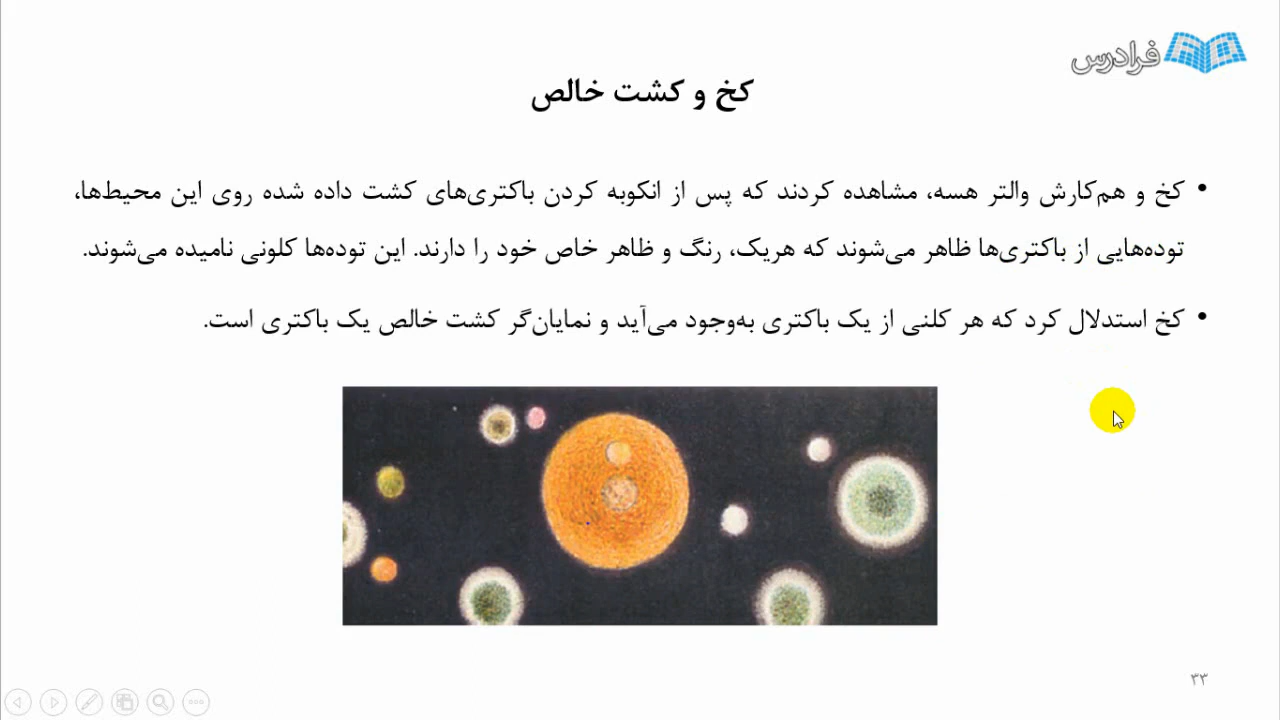 فرادرس
کخ و کشت خالص
• کخ و هم‌کارش والتر هسه، مشاهده کردند که پس از انکوبه کردن باکتری‌های کشت داده شده روی این محیط‌ها،
توده‌هایی از باکتری‌ها ظاهر می‌شوند که هریک، رنگ و ظاهر خاص خود را دارند. این توده‌ها کلونی نامیده می‌شوند.
• کخ استدلال کرد که هر کلنی از یک باکتری به‌وجود می‌آید و نمایان‌گر کشت خالص یک باکتری است.
۳۳